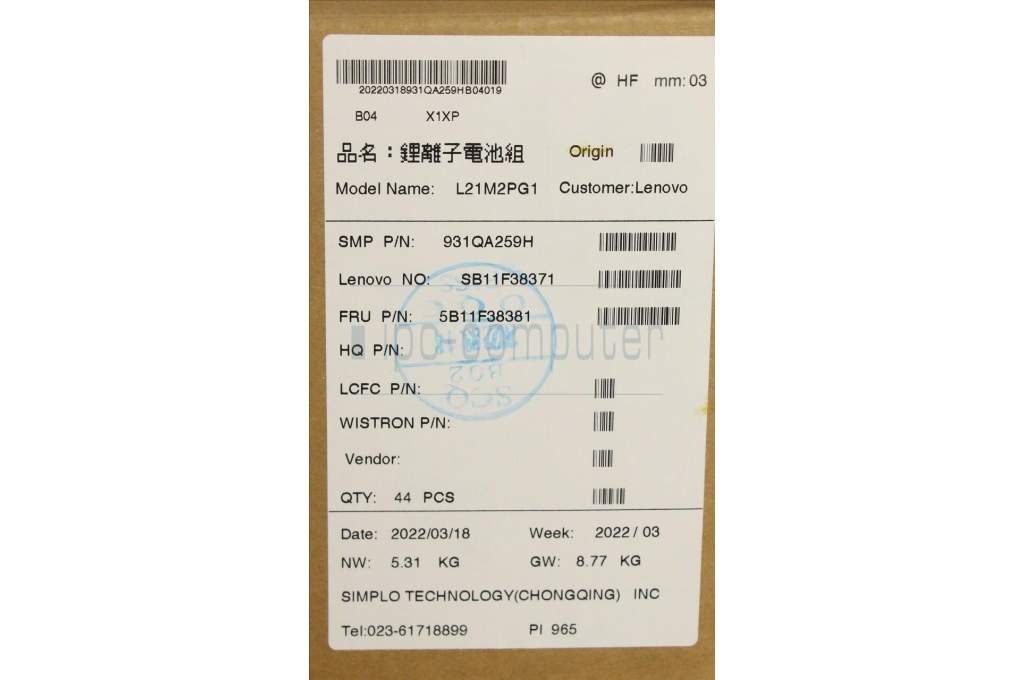 20220318931QA259HB04019
@ HF mm: 03
B04 X1XP
品名：鋰離子電池組 Origin
Model Name: L21M2PG1 Customer:Lenovo
SMP P/N: 931QA259H
Lenovo NO: SB11F38371
FRU P/N: 5B11F38381
ipc-computer
HQ P/N:
B02
LCFC P/N:
SCQ
WISTRON P/N:
Vendor:
QTY: 44 PCS
Date: 2022/03/18 Week: 2022/03
NW: 5.31 KG GW: 8.77 KG
SIMPLO TECHNOLOGY(CHONGQING) INC
Tel:023-61718899 PI 965